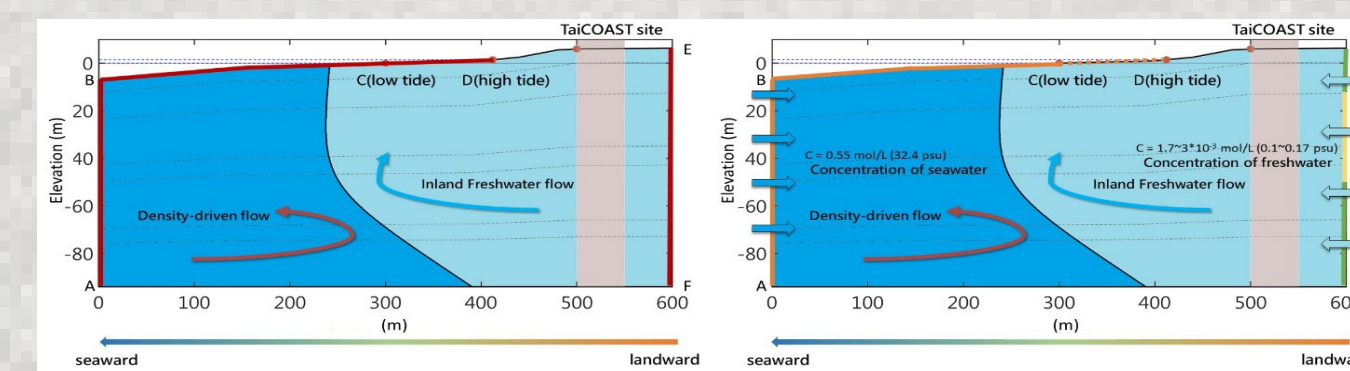 TaiCOAST site
E
0
B
C(low tide) D(high tide)
20
40
Inland Freshwater flow
-60
Density-driven flow
-80
A
F
Elevation (m)
0 100 200 300 400 500 600
(m)
seaward landward
TaiCOAST site
0
B
C(low tide) D(high tide)
20
C = 0.55 mol/L (32.4 psu)
Concentration of seawater
C = 1.7~3*10⁻³ mol/L (0.1~0.17 psu)
Concentration of freshwater
40
Inland Freshwater flow
-60
Density-driven flow
-80
A
Elevation (m)
0 100 200 300 400 500 600
(m)
seaward landwa